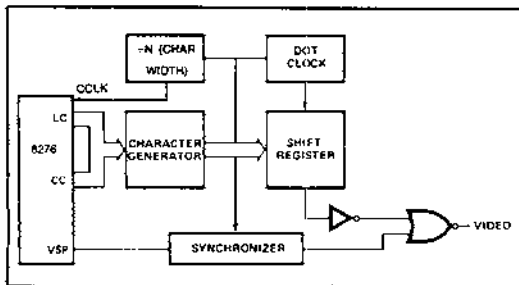 ÷N (CHAR
WIDTH)
DOT
CLOCK
CCLK
LC
8276
CC
VSP
CHARACTER
GENERATOR
SHIFT
REGISTER
SYNCHRONIZER
VIDEO